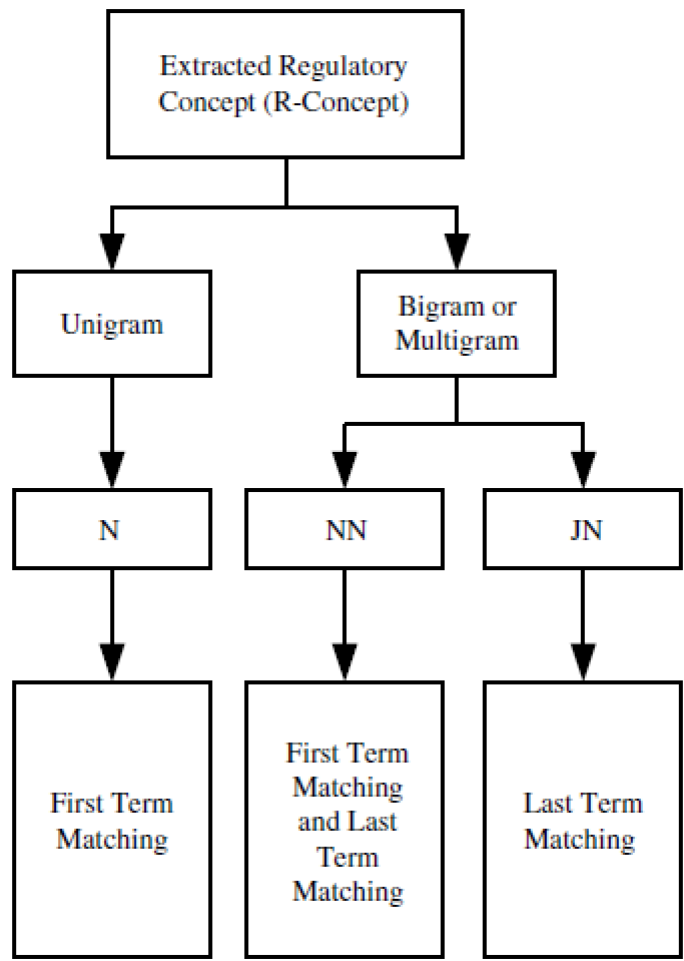 Extracted Regulatory
Concept (R-Concept)
Unigram
Bigram or
Multigram
N
NN
JN
First Term
Matching
First Term
Matching
and Last
Term
Matching
Last Term
Matching